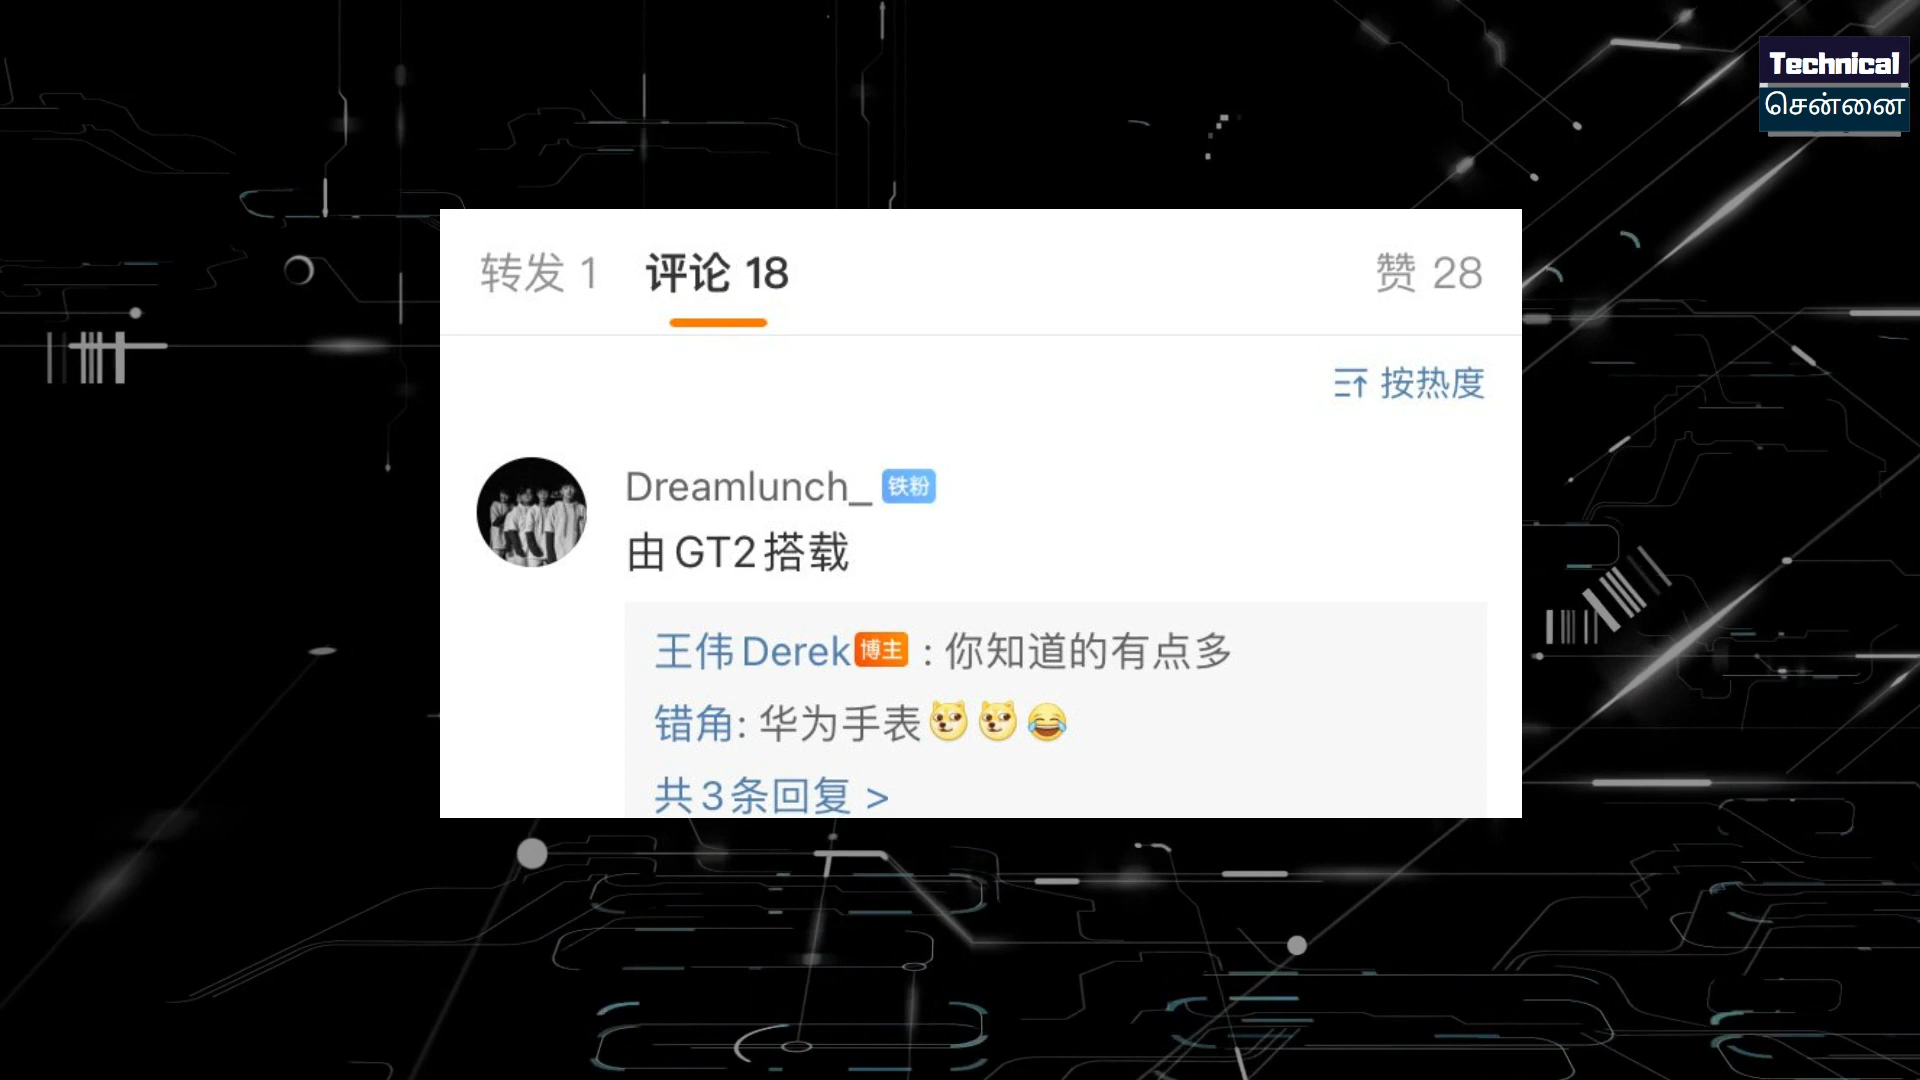 Technical
சென்னை
转发 1 评论 18 赞 28
按热度
Dreamlunch_ 铁粉
由GT2搭载
王伟Derek 博主 : 你知道的有点多
错角: 华为手表😂
共3条回复 >